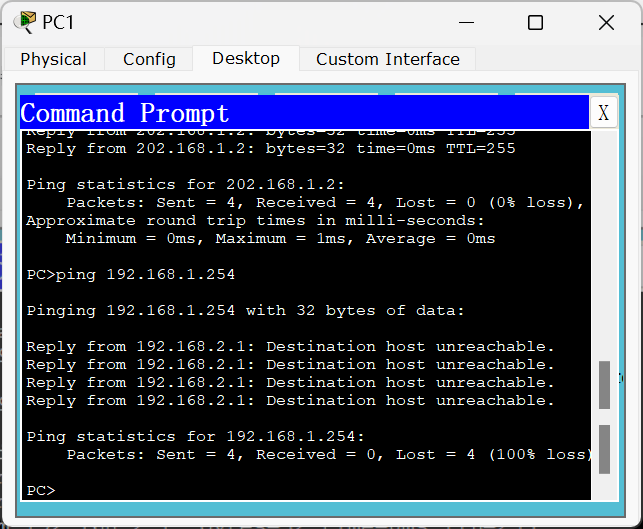 PC1
Physical Config Desktop Custom Interface
Command Prompt X
Reply from 202.168.1.2: bytes=32 time=0ms TTL=255
Reply from 202.168.1.2: bytes=32 time=0ms TTL=255
Ping statistics for 202.168.1.2:
Packets: Sent = 4, Received = 4, Lost = 0 (0% loss),
Approximate round trip times in milli-seconds:
Minimum = 0ms, Maximum = 1ms, Average = 0ms
PC>ping 192.168.1.254
Pinging 192.168.1.254 with 32 bytes of data:
Reply from 192.168.2.1: Destination host unreachable.
Reply from 192.168.2.1: Destination host unreachable.
Reply from 192.168.2.1: Destination host unreachable.
Reply from 192.168.2.1: Destination host unreachable.
Ping statistics for 192.168.1.254:
Packets: Sent = 4, Received = 0, Lost = 4 (100% loss)
PC>